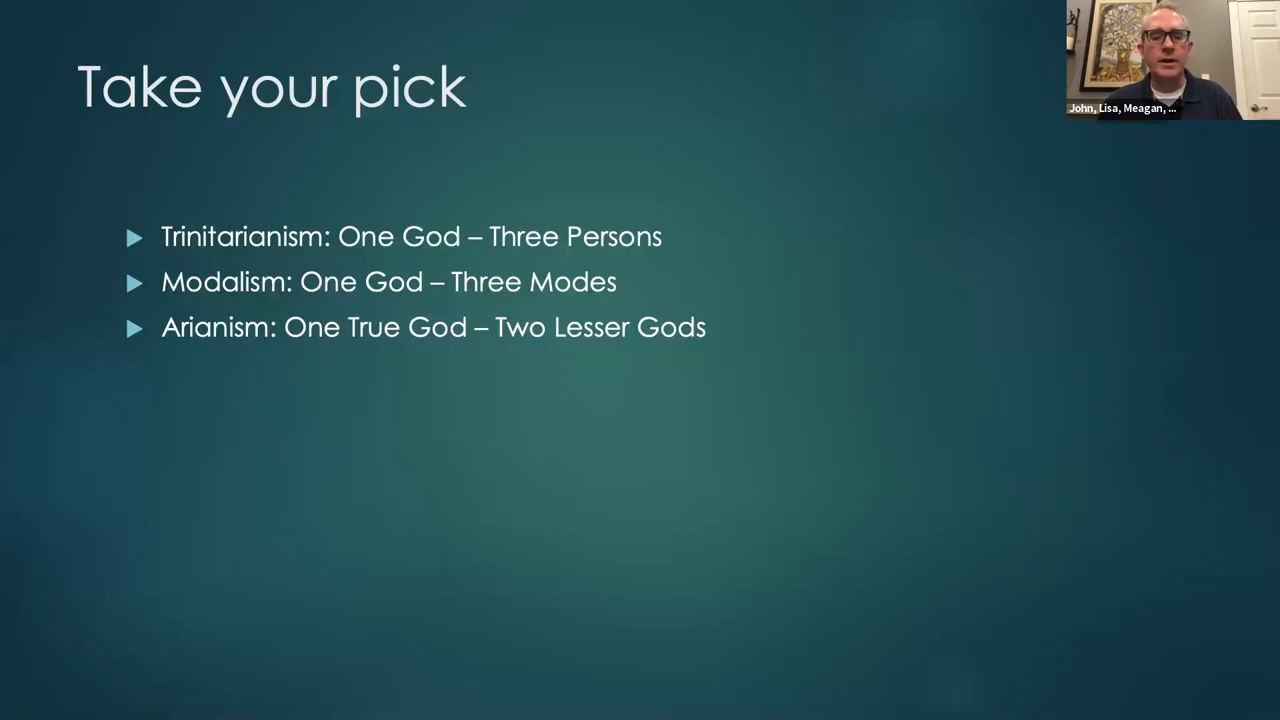 Take your pick
Trinitarianism: One God – Three Persons
Modalism: One God – Three Modes
Arianism: One True God – Two Lesser Gods
John, Lisa, Meagan, ...